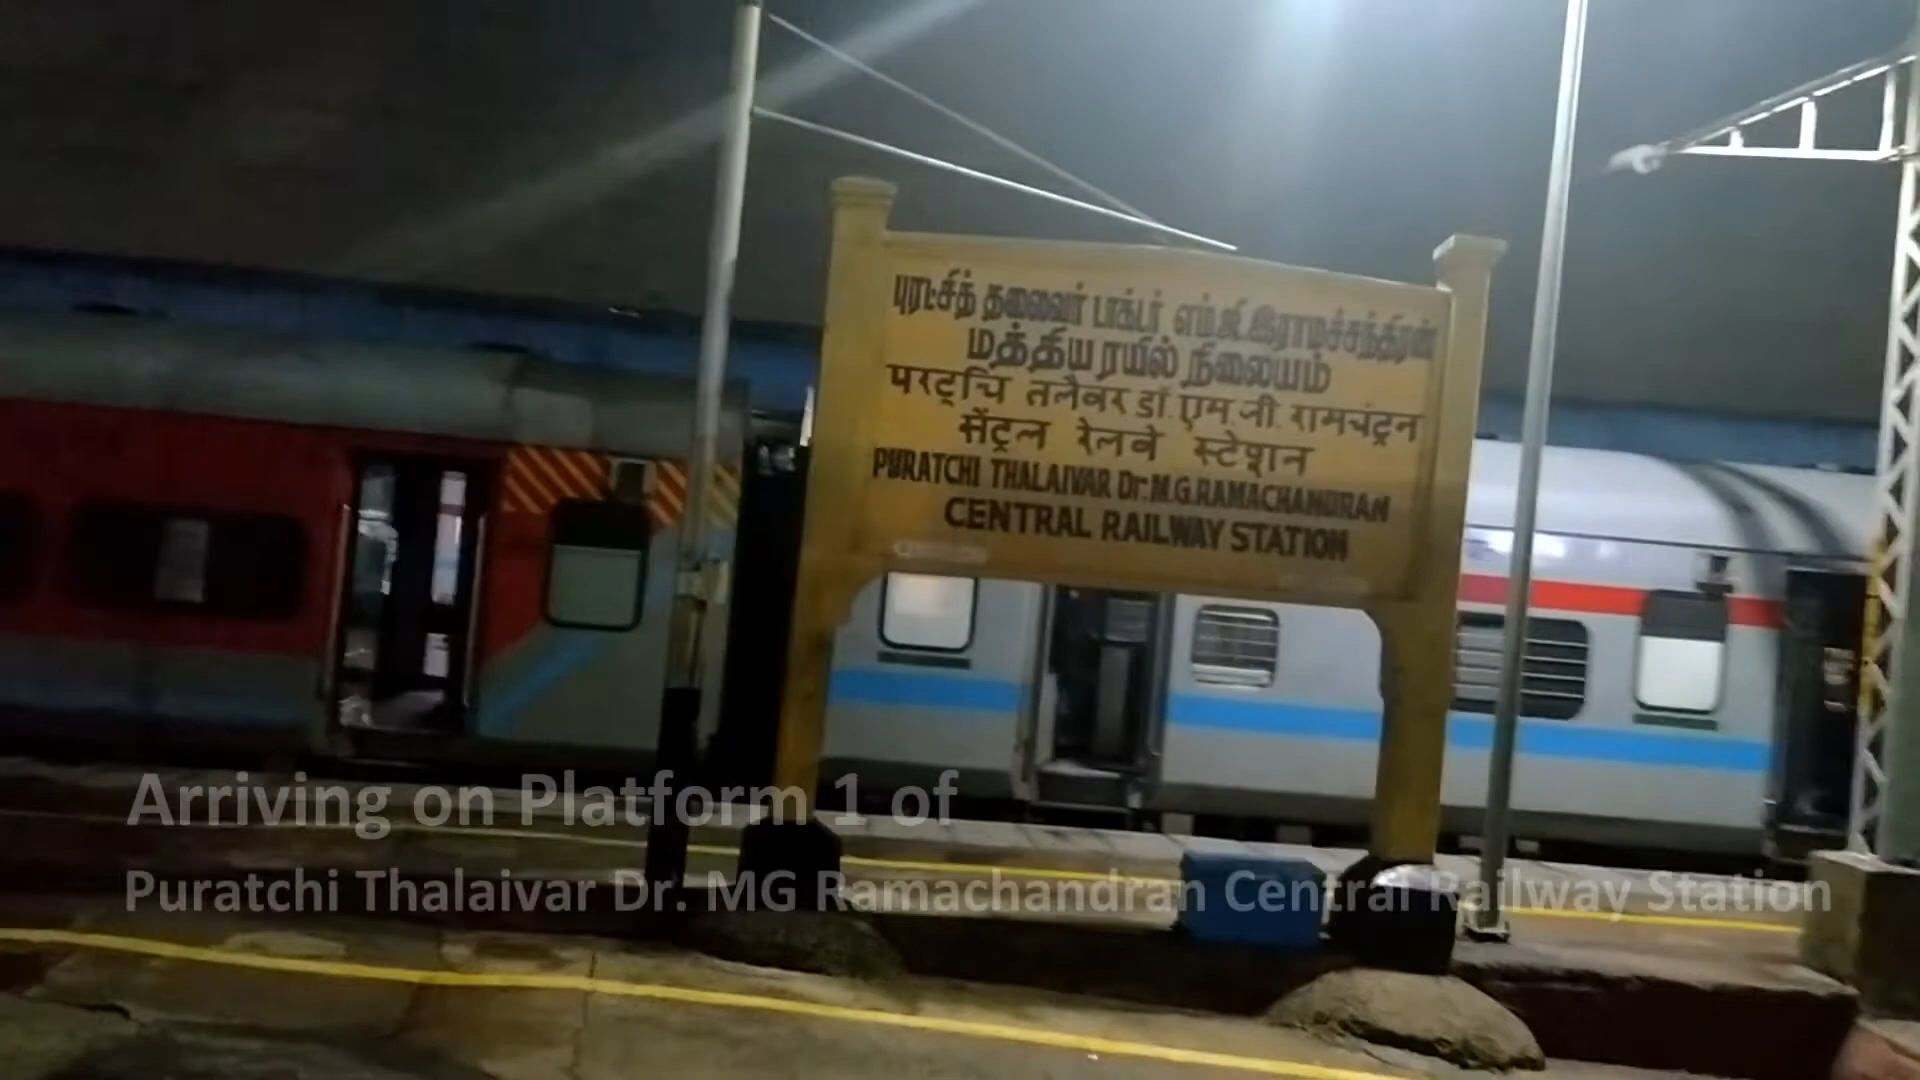 புரட்சித் தலைவர் டாக்டர் எம்.ஜி.இராமச்சந்திரன்
மத்திய ரயில் நிலையம்
परट्चि तलैवर डॉ.एम.जी.रामचंद्रन
सेंट्रल रेलवे स्टेशन
PURATCHI THALAIVAR Dr.M.G.RAMACHANDRAN
CENTRAL RAILWAY STATION
Arriving on Platform 1 of
Puratchi Thalaivar Dr. MG Ramachandran Central Railway Station